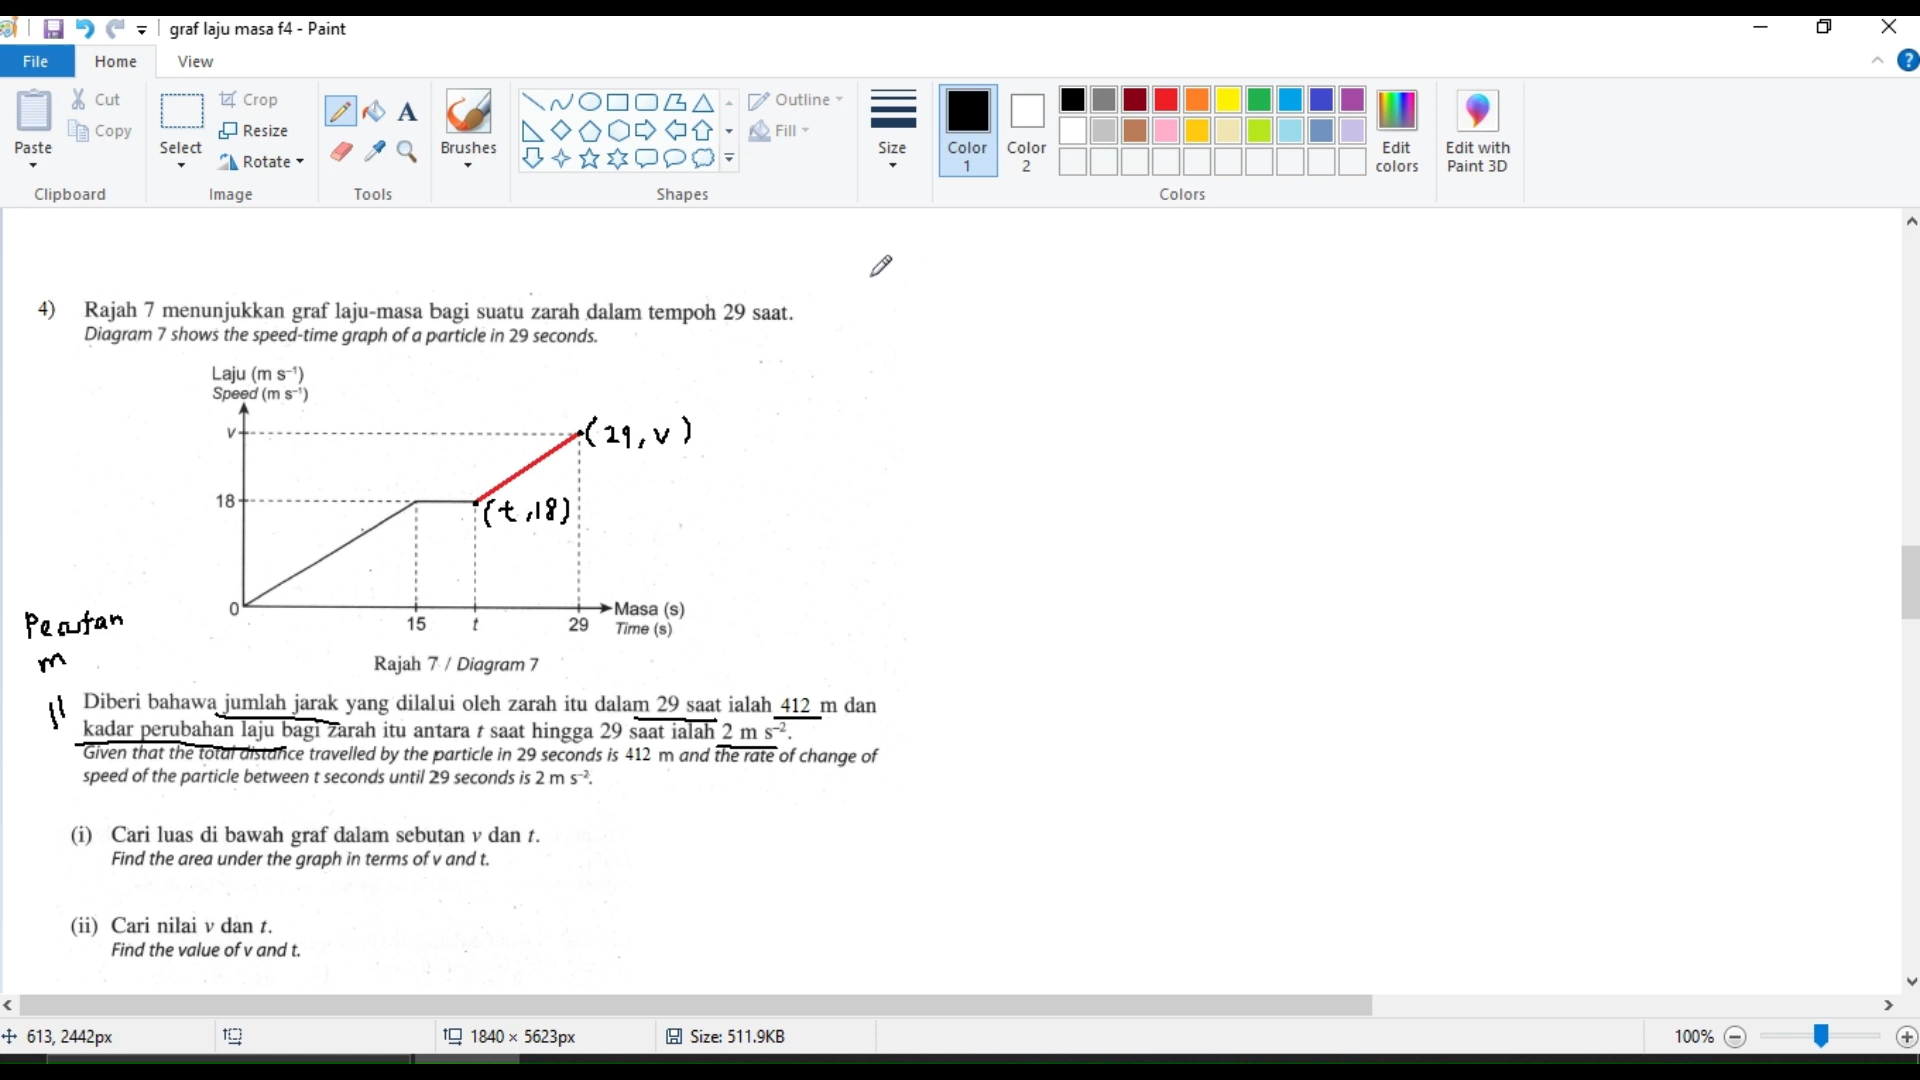 graf laju masa f4 - Paint
File Home View
Cut
Copy
Paste
Clipboard
Crop
Resize
Rotate
Select
Image
A
Tools
Brushes
Outline
Fill
Shapes
Size
Color 1
Color 2
Edit colors
Colors
Edit with Paint 3D
4) Rajah 7 menunjukkan graf laju-masa bagi suatu zarah dalam tempoh 29 saat.
Diagram 7 shows the speed-time graph of a particle in 29 seconds.
Laju (m s⁻¹)
Speed (m s⁻¹)
v
(29, v)
18
(t, 18)
0
15 t 29
Masa (s)
Time (s)
Rajah 7 / Diagram 7
m
Diberi bahawa jumlah jarak yang dilalui oleh zarah itu dalam 29 saat ialah 412 m dan
kadar perubahan laju bagi zarah itu antara t saat hingga 29 saat ialah 2 m s⁻².
Given that the total distance travelled by the particle in 29 seconds is 412 m and the rate of change of
speed of the particle between t seconds until 29 seconds is 2 m s⁻².
(i) Cari luas di bawah graf dalam sebutan v dan t.
Find the area under the graph in terms of v and t.
(ii) Cari nilai v dan t.
Find the value of v and t.
613, 2442px
1840 × 5623px
Size: 511.9KB
100%